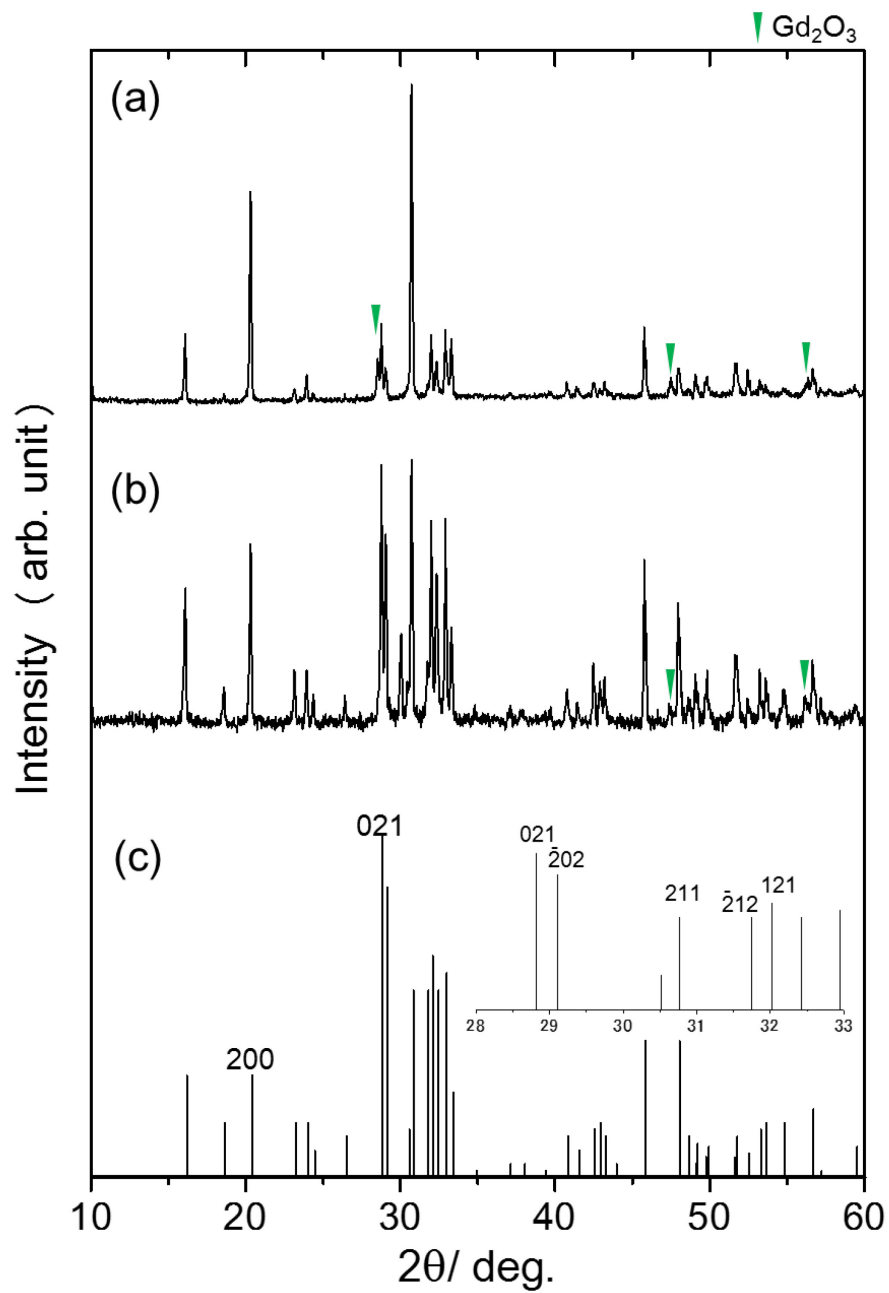 Gd₂O₃
(a)
(b)
(c)
Intensity ( arb. unit)
021
200
021
2̄02
211
2̄12
121
28 29 30 31 32 33
10 20 30 40 50 60
2θ/ deg.